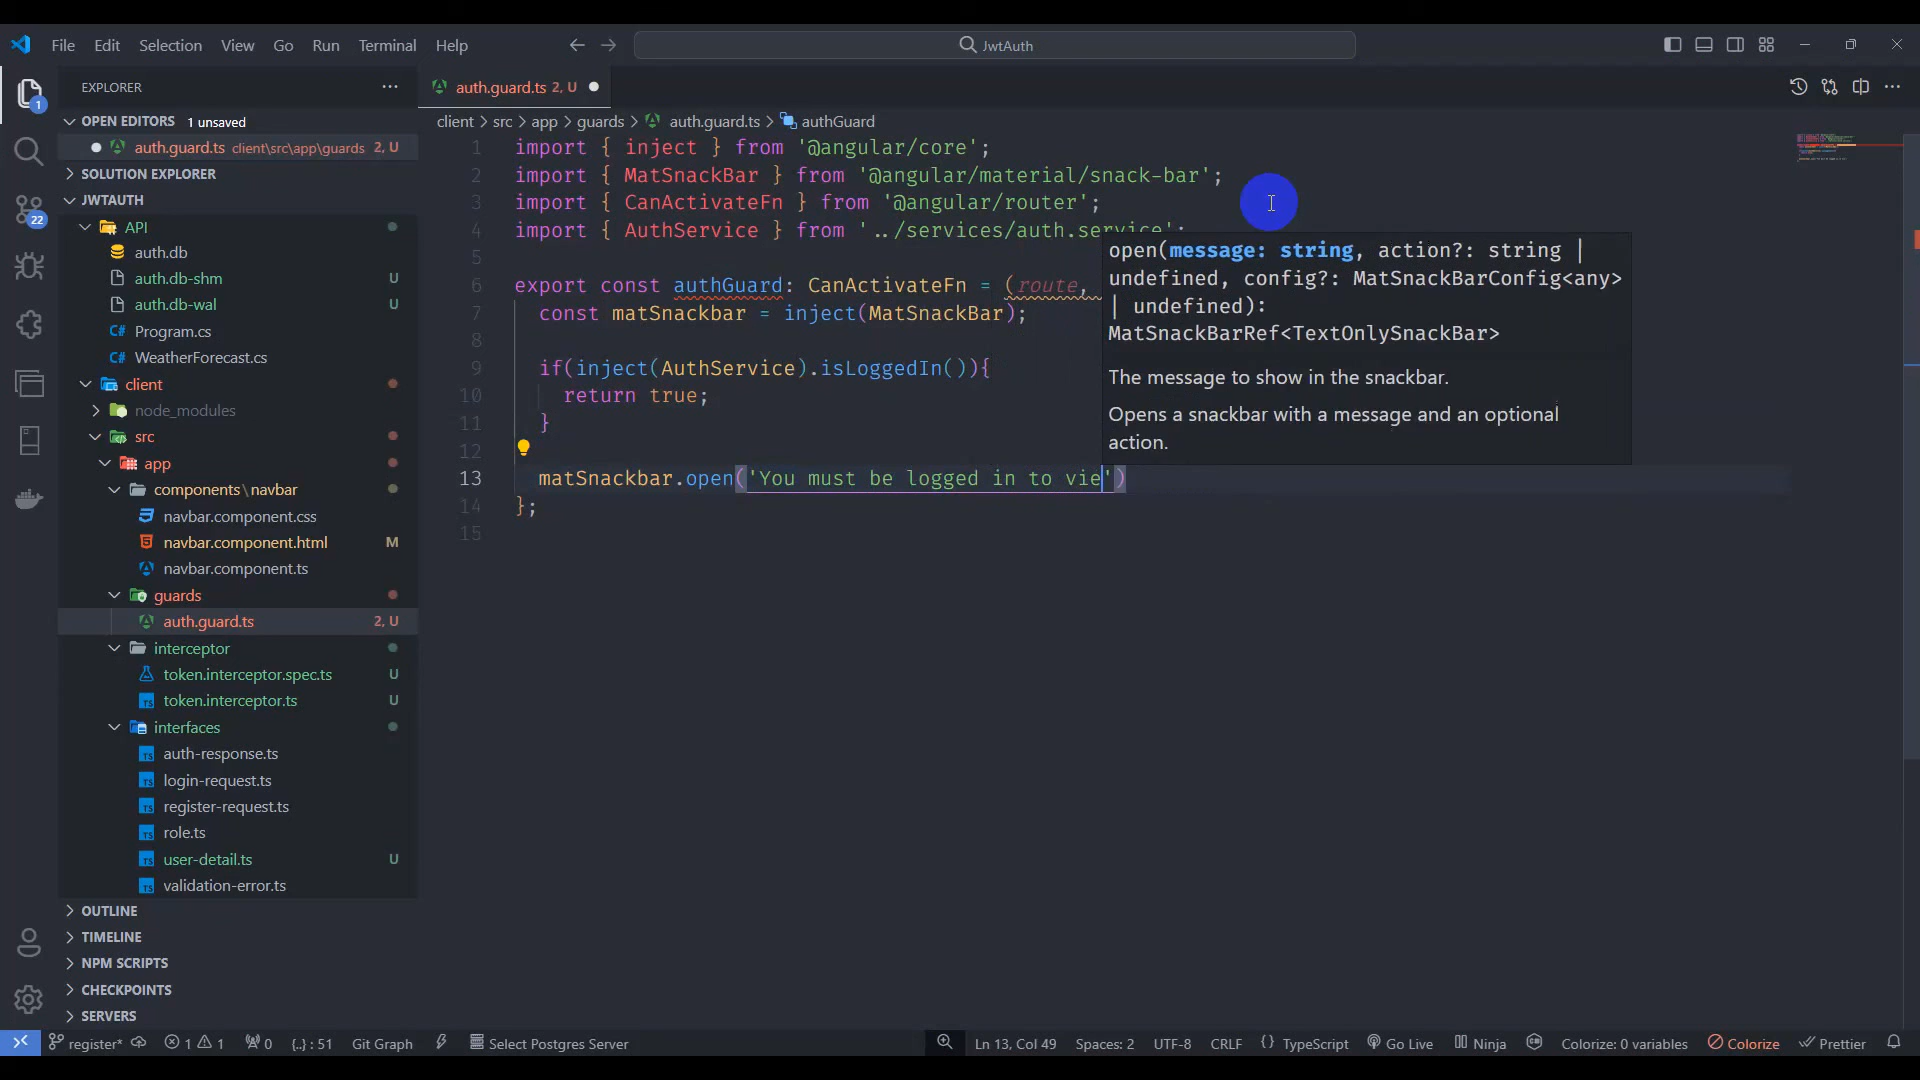 File Edit Selection View Go Run Terminal Help
JwtAuth
EXPLORER
auth.guard.ts 2, U
OPEN EDITORS 1 unsaved
auth.guard.ts client\src\app\guards 2, U
SOLUTION EXPLORER
JWTAUTH
API
auth.db
auth.db-shm U
auth.db-wal U
Program.cs
WeatherForecast.cs
client
node_modules
src
app
components\navbar
navbar.component.css
navbar.component.html M
navbar.component.ts
guards
auth.guard.ts 2, U
interceptor
token.interceptor.spec.ts U
token.interceptor.ts U
interfaces
auth-response.ts
login-request.ts
register-request.ts
role.ts
user-detail.ts U
validation-error.ts
OUTLINE
TIMELINE
NPM SCRIPTS
CHECKPOINTS
SERVERS
1
22
client > src > app > guards > auth.guard.ts > authGuard
1 import { inject } from '@angular/core';
2 import { MatSnackBar } from '@angular/material/snack-bar';
3 import { CanActivateFn } from '@angular/router';
4 import { AuthService } from '../services/auth.service';
5
6 export const authGuard: CanActivateFn = (route,
7 const matSnackbar = inject(MatSnackBar);
8
9 if(inject(AuthService).isLoggedIn()){
10 return true;
11 }
12
13 matSnackbar.open('You must be logged in to vie')
14 };
15
open(message: string, action?: string |
undefined, config?: MatSnackBarConfig<any>
| undefined):
MatSnackBarRef<TextOnlySnackBar>
The message to show in the snackbar.
Opens a snackbar with a message and an optional
action.
register* 1 1 0 {..} : 51 Git Graph Select Postgres Server Ln 13, Col 49 Spaces: 2 UTF-8 CRLF {} TypeScript Go Live Ninja Colorize: 0 variables Colorize Prettier